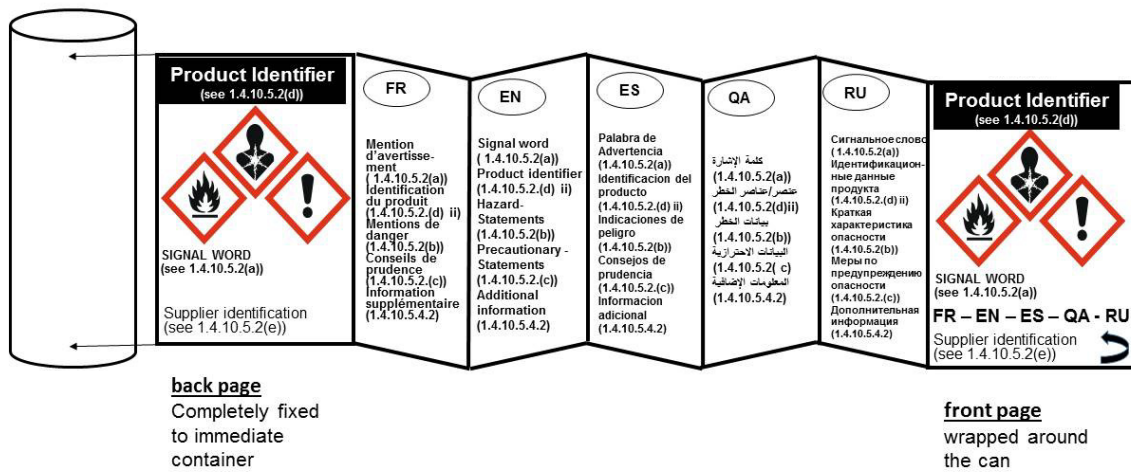 Product Identifier
(see 1.4.10.5.2(d))
SIGNAL WORD
(see 1.4.10.5.2(a))
Supplier identification
(see 1.4.10.5.2(e))
back page
Completely fixed
to immediate
container
FR
Mention
d’avertisse-
ment
( 1.4.10.5.2(a))
Identification
du produit
(1.4.10.5.2.(d) ii)
Mentions de
danger
(1.4.10.5.2(b))
Conseils de
prudence
(1.4.10.5.2.(c))
Information
supplémentaire
(1.4.10.5.4.2)
EN
Signal word
( 1.4.10.5.2(a))
Product identifier
(1.4.10.5.2.(d) ii)
Hazard-
Statements
(1.4.10.5.2(b))
Precautionary -
Statements
(1.4.10.5.2.(c))
Additional
information
(1.4.10.5.4.2)
ES
Palabra de
Advertencia
(1.4.10.5.2(a))
Identificacion del
producto
(1.4.10.5.2.(d) ii)
Indicaciones de
peligro
(1.4.10.5.2(b))
Consejos de
prudencia
(1.4.10.5.2.(c))
Informacion
adicional
(1.4.10.5.4.2)
QA
كلمة الإشارة
(1.4.10.5.2(a))
عنصر/عناصر الخطر
(1.4.10.5.2(d)ii)
بيانات الخطر
(1.4.10.5.2(b))
البيانات الاحترازية
(1.4.10.5.2( c)
المعلومات الإضافية
(1.4.10.5.4.2)
RU
Сигнальное слово
( 1.4.10.5.2(a))
Идентификацион-
ные данные
продукта
(1.4.10.5.2.(d) ii)
Краткая
характеристика
опасности
(1.4.10.5.2(b))
Меры по
предупреждению
опасности
(1.4.10.5.2.(c))
Дополнительная
информация
(1.4.10.5.4.2)
Product Identifier
(see 1.4.10.5.2(d))
SIGNAL WORD
(see 1.4.10.5.2(a))
FR – EN – ES – QA - RU
Supplier identification
(see 1.4.10.5.2(e))
front page
wrapped around
the can